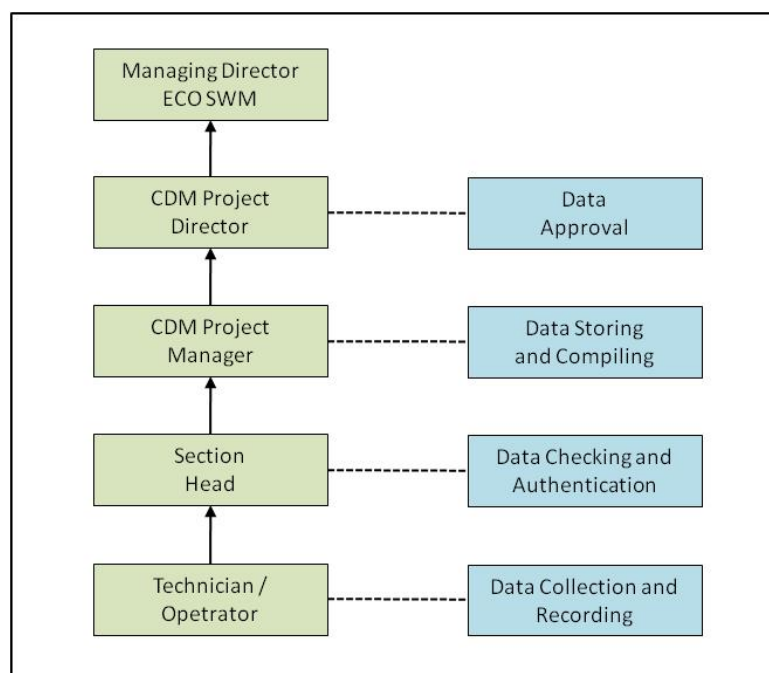 Managing Director
ECO SWM
CDM Project
Director
Data
Approval
CDM Project
Manager
Data Storing
and Compiling
Section
Head
Data Checking and
Authentication
Technician /
Opetrator
Data Collection and
Recording